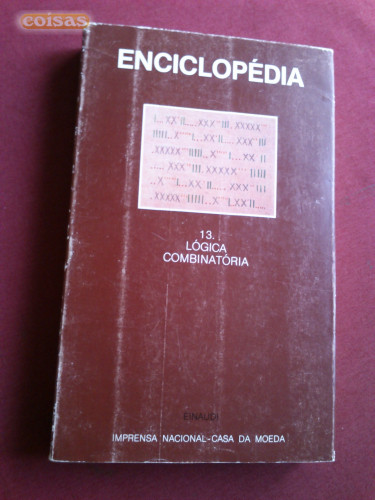 coisas
ENCICLOPÉDIA
13.
LÓGICA
COMBINATÓRIA
EINAUDI
IMPRENSA NACIONAL-CASA DA MOEDA